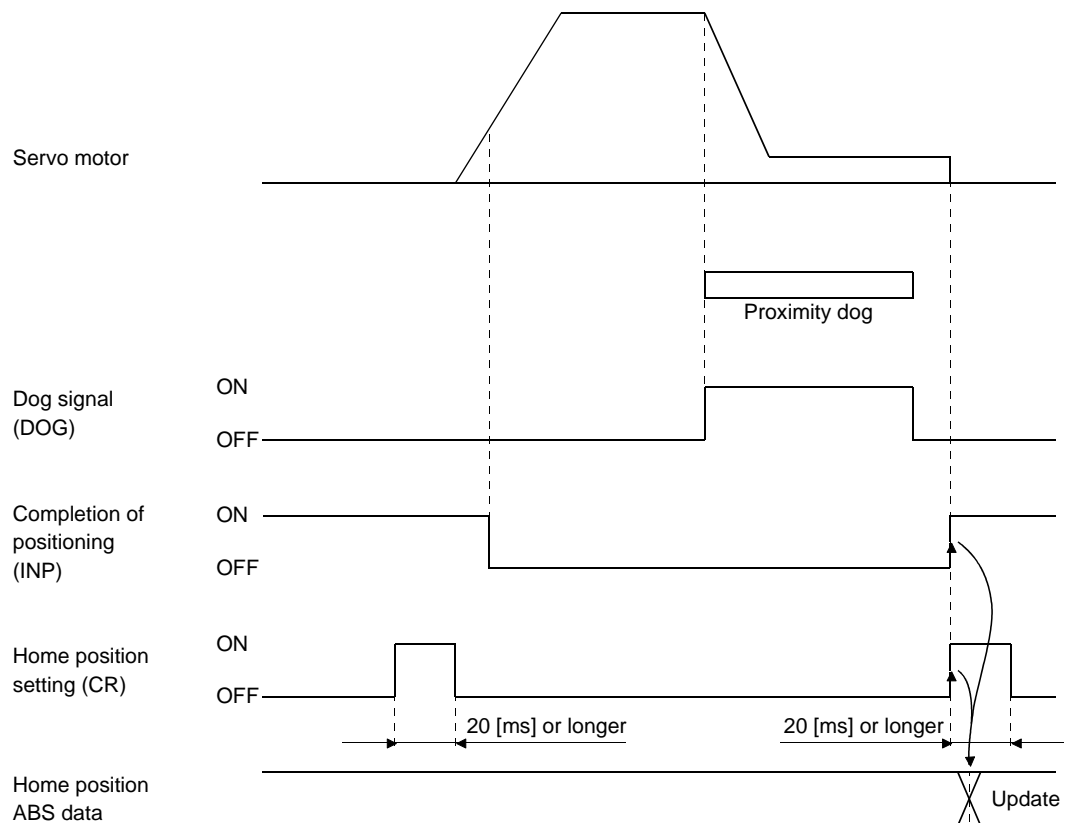 Servo motor
Proximity dog
Dog signal
(DOG)
ON
OFF
Completion of
positioning
(INP)
ON
OFF
Home position
setting (CR)
ON
OFF
20 [ms] or longer
20 [ms] or longer
Home position
ABS data
Update